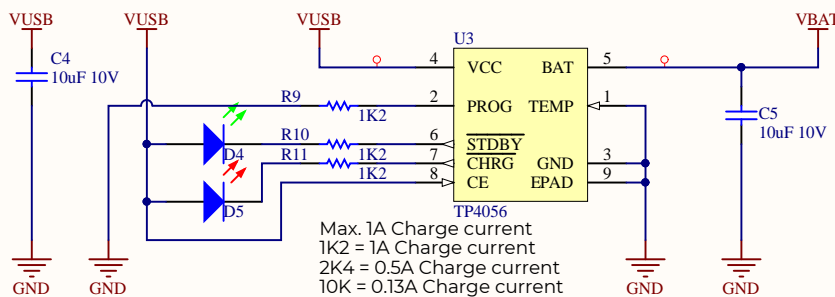 VUSB
VUSB
VUSB
VBAT
U3
C4
10uF 10V
4
VCC
BAT
5
R9
2
PROG
TEMP
1
1K2
C5
10uF 10V
R10
6
STDBY
D4
R11
1K2
7
CHRG
GND
3
1K2
8
CE
EPAD
9
D5
TP4056
Max. 1A Charge current
1K2 = 1A Charge current
2K4 = 0.5A Charge current
10K = 0.13A Charge current
GND
GND
GND
GND